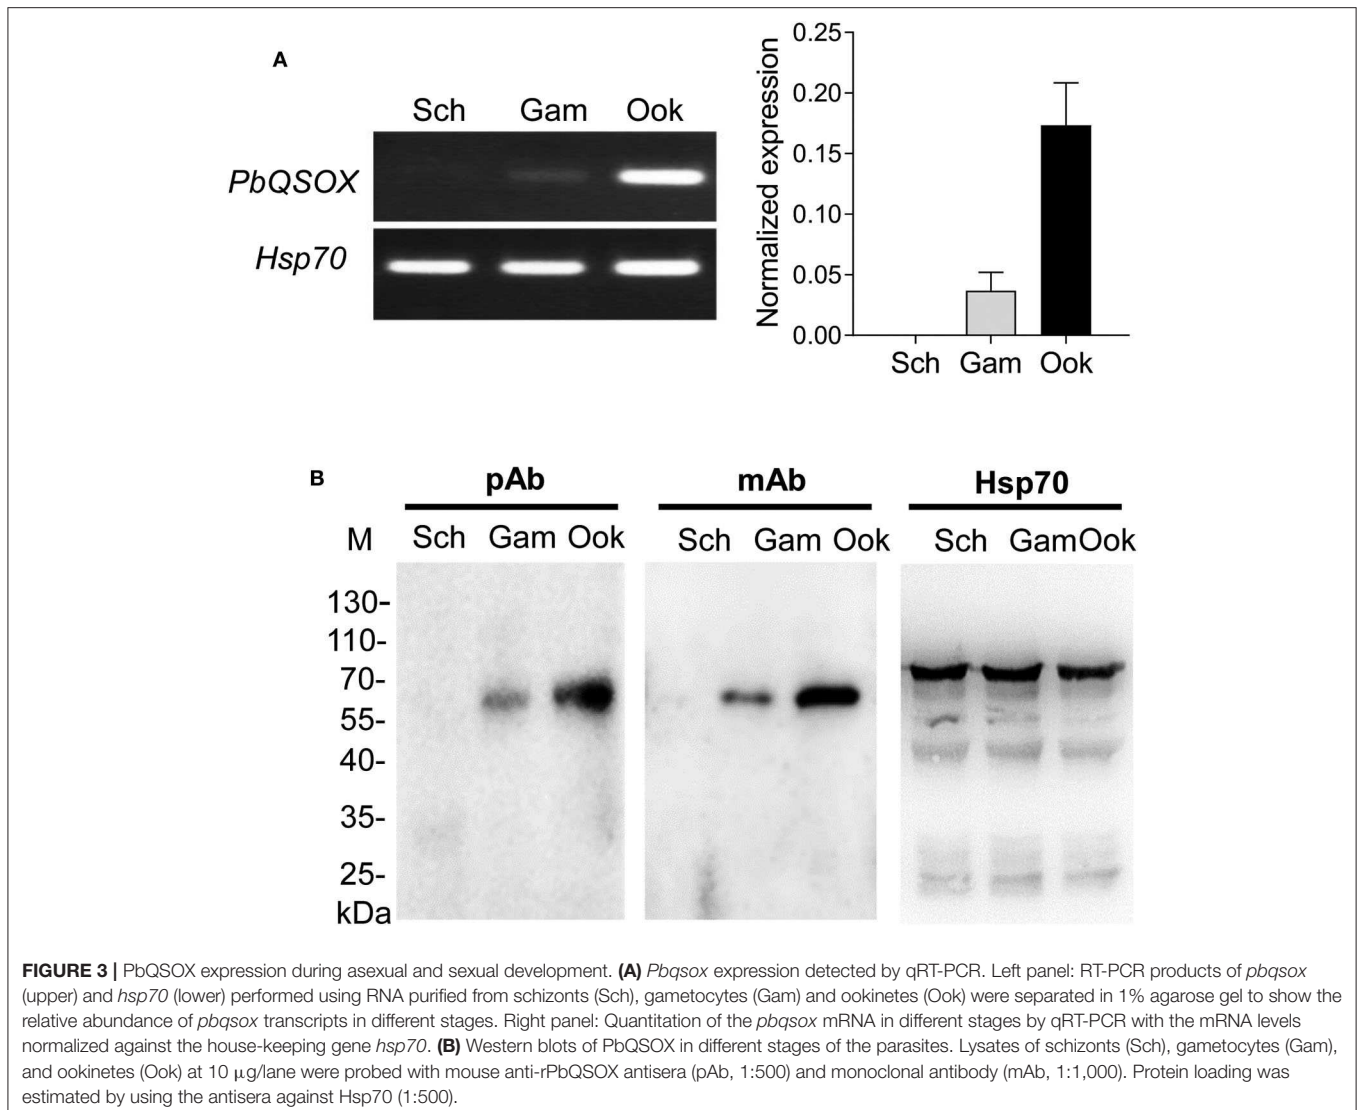 A
Sch Gam Ook
PbQSOX
Hsp70
Normalized expression
0.25
0.20
0.15
0.10
0.05
0.00
Sch Gam Ook
B
pAb mAb Hsp70
M Sch Gam Ook Sch Gam Ook Sch GamOok
130-
110-
70-
55-
40-
35-
25-
kDa
FIGURE 3 | PbQSOX expression during asexual and sexual development. (A) Pbqsox expression detected by qRT-PCR. Left panel: RT-PCR products of pbqsox
(upper) and hsp70 (lower) performed using RNA purified from schizonts (Sch), gametocytes (Gam) and ookinetes (Ook) were separated in 1% agarose gel to show the
relative abundance of pbqsox transcripts in different stages. Right panel: Quantitation of the pbqsox mRNA in different stages by qRT-PCR with the mRNA levels
normalized against the house-keeping gene hsp70. (B) Western blots of PbQSOX in different stages of the parasites. Lysates of schizonts (Sch), gametocytes (Gam),
and ookinetes (Ook) at 10 μg/lane were probed with mouse anti-rPbQSOX antisera (pAb, 1:500) and monoclonal antibody (mAb, 1:1,000). Protein loading was
estimated by using the antisera against Hsp70 (1:500).